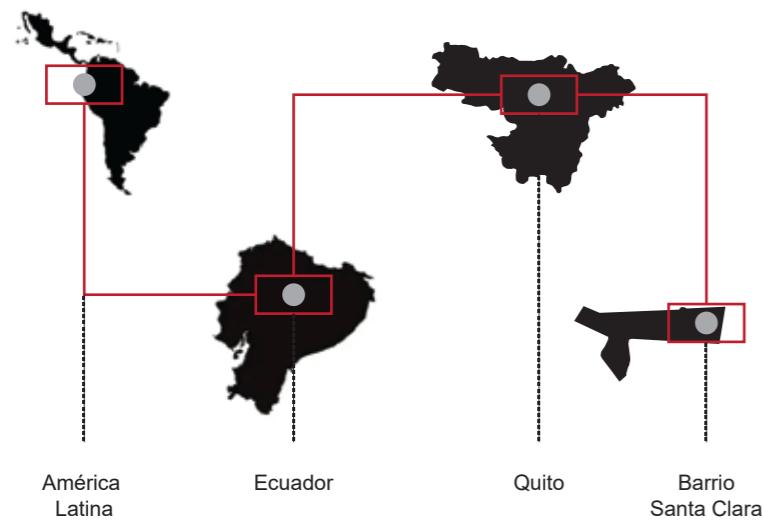 América
Latina
Ecuador
Quito
Barrio
Santa Clara